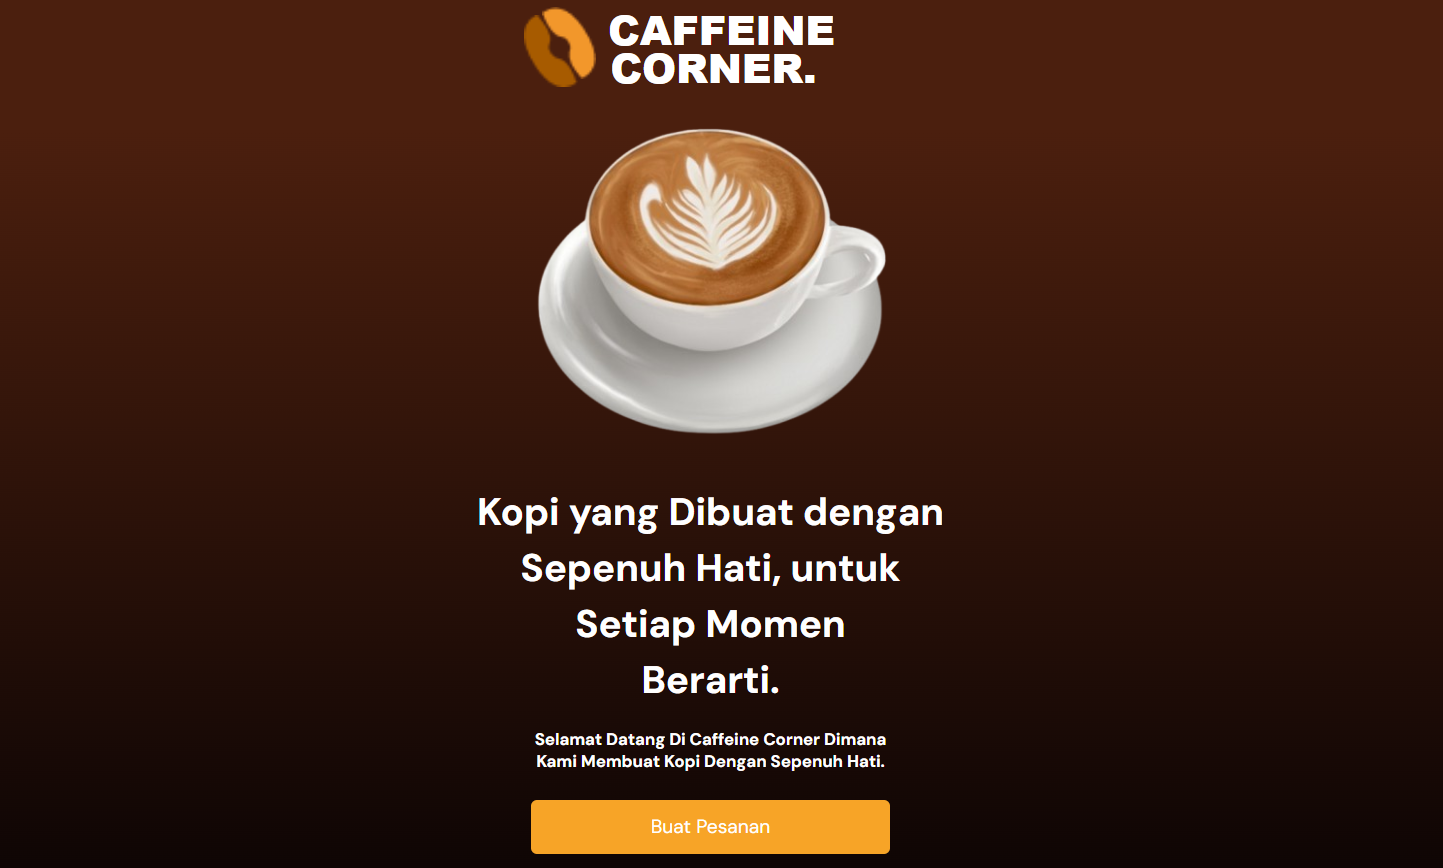 CAFFEINE
CORNER.
Kopi yang Dibuat dengan
Sepenuh Hati, untuk
Setiap Momen
Berarti.
Selamat Datang Di Caffeine Corner Dimana
Kami Membuat Kopi Dengan Sepenuh Hati.
Buat Pesanan